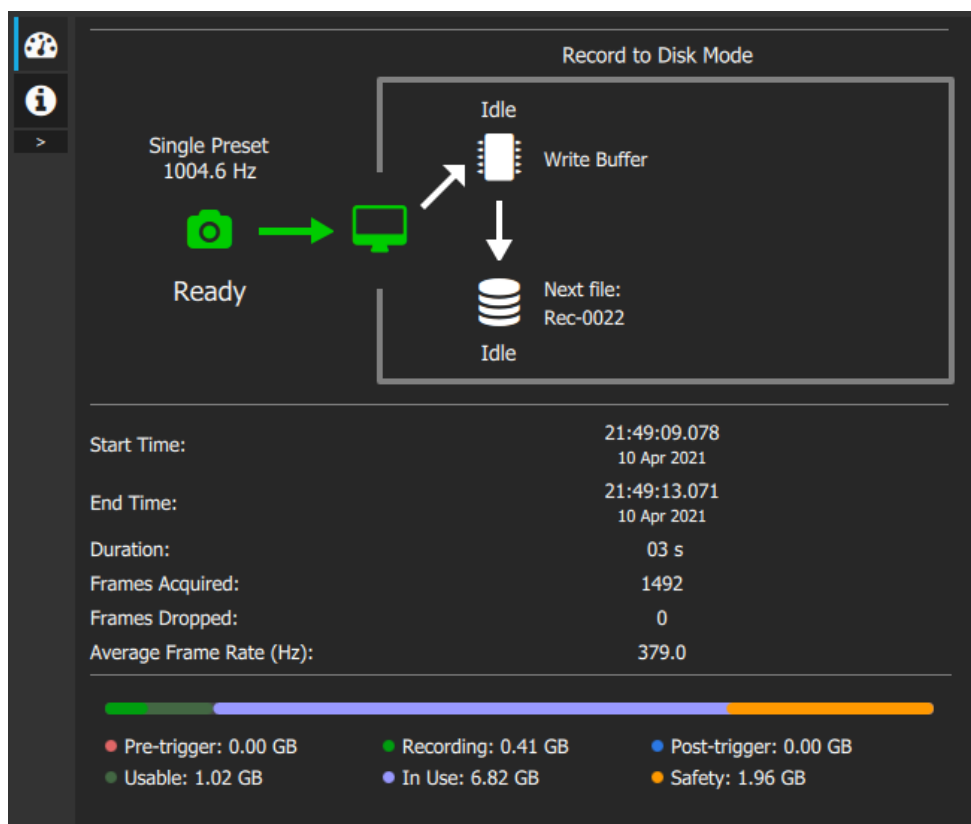 Record to Disk Mode
Idle
Single Preset
1004.6 Hz
Write Buffer
Ready
Next file:
Rec-0022
Idle
Start Time: 21:49:09.078
10 Apr 2021
End Time: 21:49:13.071
10 Apr 2021
Duration: 03 s
Frames Acquired: 1492
Frames Dropped: 0
Average Frame Rate (Hz): 379.0
Pre-trigger: 0.00 GB Recording: 0.41 GB Post-trigger: 0.00 GB
Usable: 1.02 GB In Use: 6.82 GB Safety: 1.96 GB